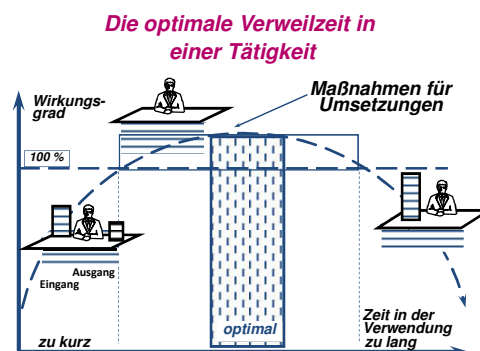 Die optimale Verweilzeit in
einer Tätigkeit
Wirkungs-
grad
Maßnahmen für
Umsetzungen
100 %
Ausgang
Eingang
optimal
Zeit in der
Verwendung
zu kurz
zu lang